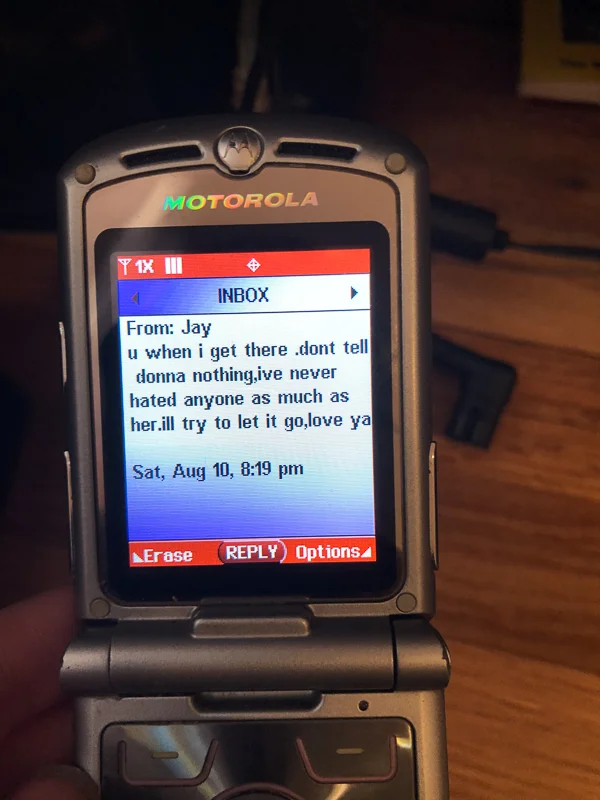 MOTOROLA
1X
INBOX
From: Jay
u when i get there .dont tell
donna nothing,ive never
hated anyone as much as
her.ill try to let it go,love ya
Sat, Aug 10, 8:19 pm
Erase REPLY Options